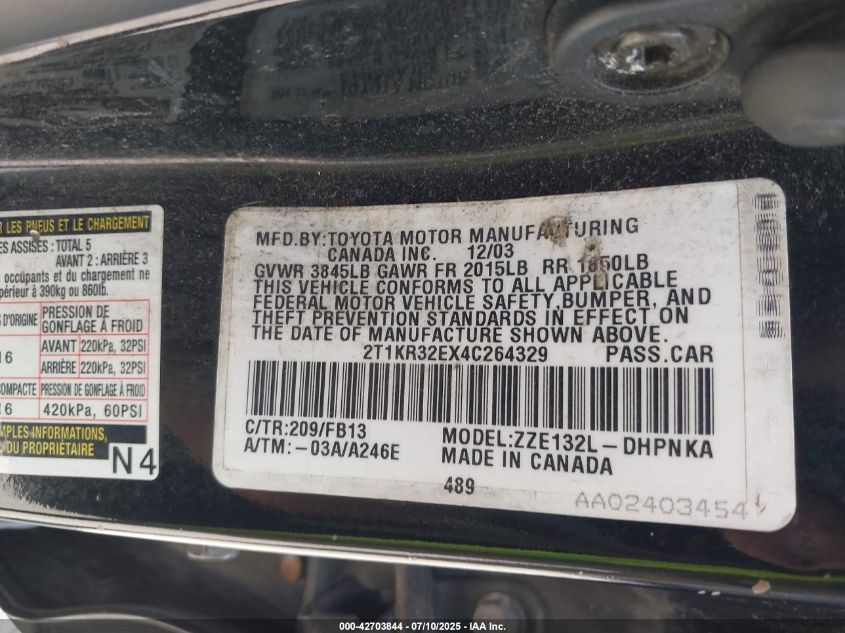 R LES PNEUS ET LE CHARGEMENT
ES ASSISES : TOTAL 5
AVANT 2 : ARRIÈRE 3
occupants et du chargement ne
périeur à 390kg ou 860lb.
S D'ORIGINE PRESSION DE GONFLAGE À FROID
16 AVANT 220kPa, 32PSI
ARRIÈRE 220kPa, 32PSI
COMPACTE PRESSION DE GONFLAGE À FROID
16 420kPa, 60PSI
MPLES INFORMATIONS,
DU PROPRIÉTAIRE
N4
MFD.BY:TOYOTA MOTOR MANUFACTURING
CANADA INC. 12/03
GVWR 3845LB GAWR FR 2015LB RR 1850LB
THIS VEHICLE CONFORMS TO ALL APPLICABLE
FEDERAL MOTOR VEHICLE SAFETY,BUMPER, AND
THEFT PREVENTION STANDARDS IN EFFECT ON
THE DATE OF MANUFACTURE SHOWN ABOVE.
2T1KR32EX4C264329 PASS.CAR
C/TR:209/FB13 MODEL:ZZE132L-DHPNKA
A/TM:-03A/A246E MADE IN CANADA
489
AA02403454
000-42703844 - 07/10/2025 - IAA Inc.